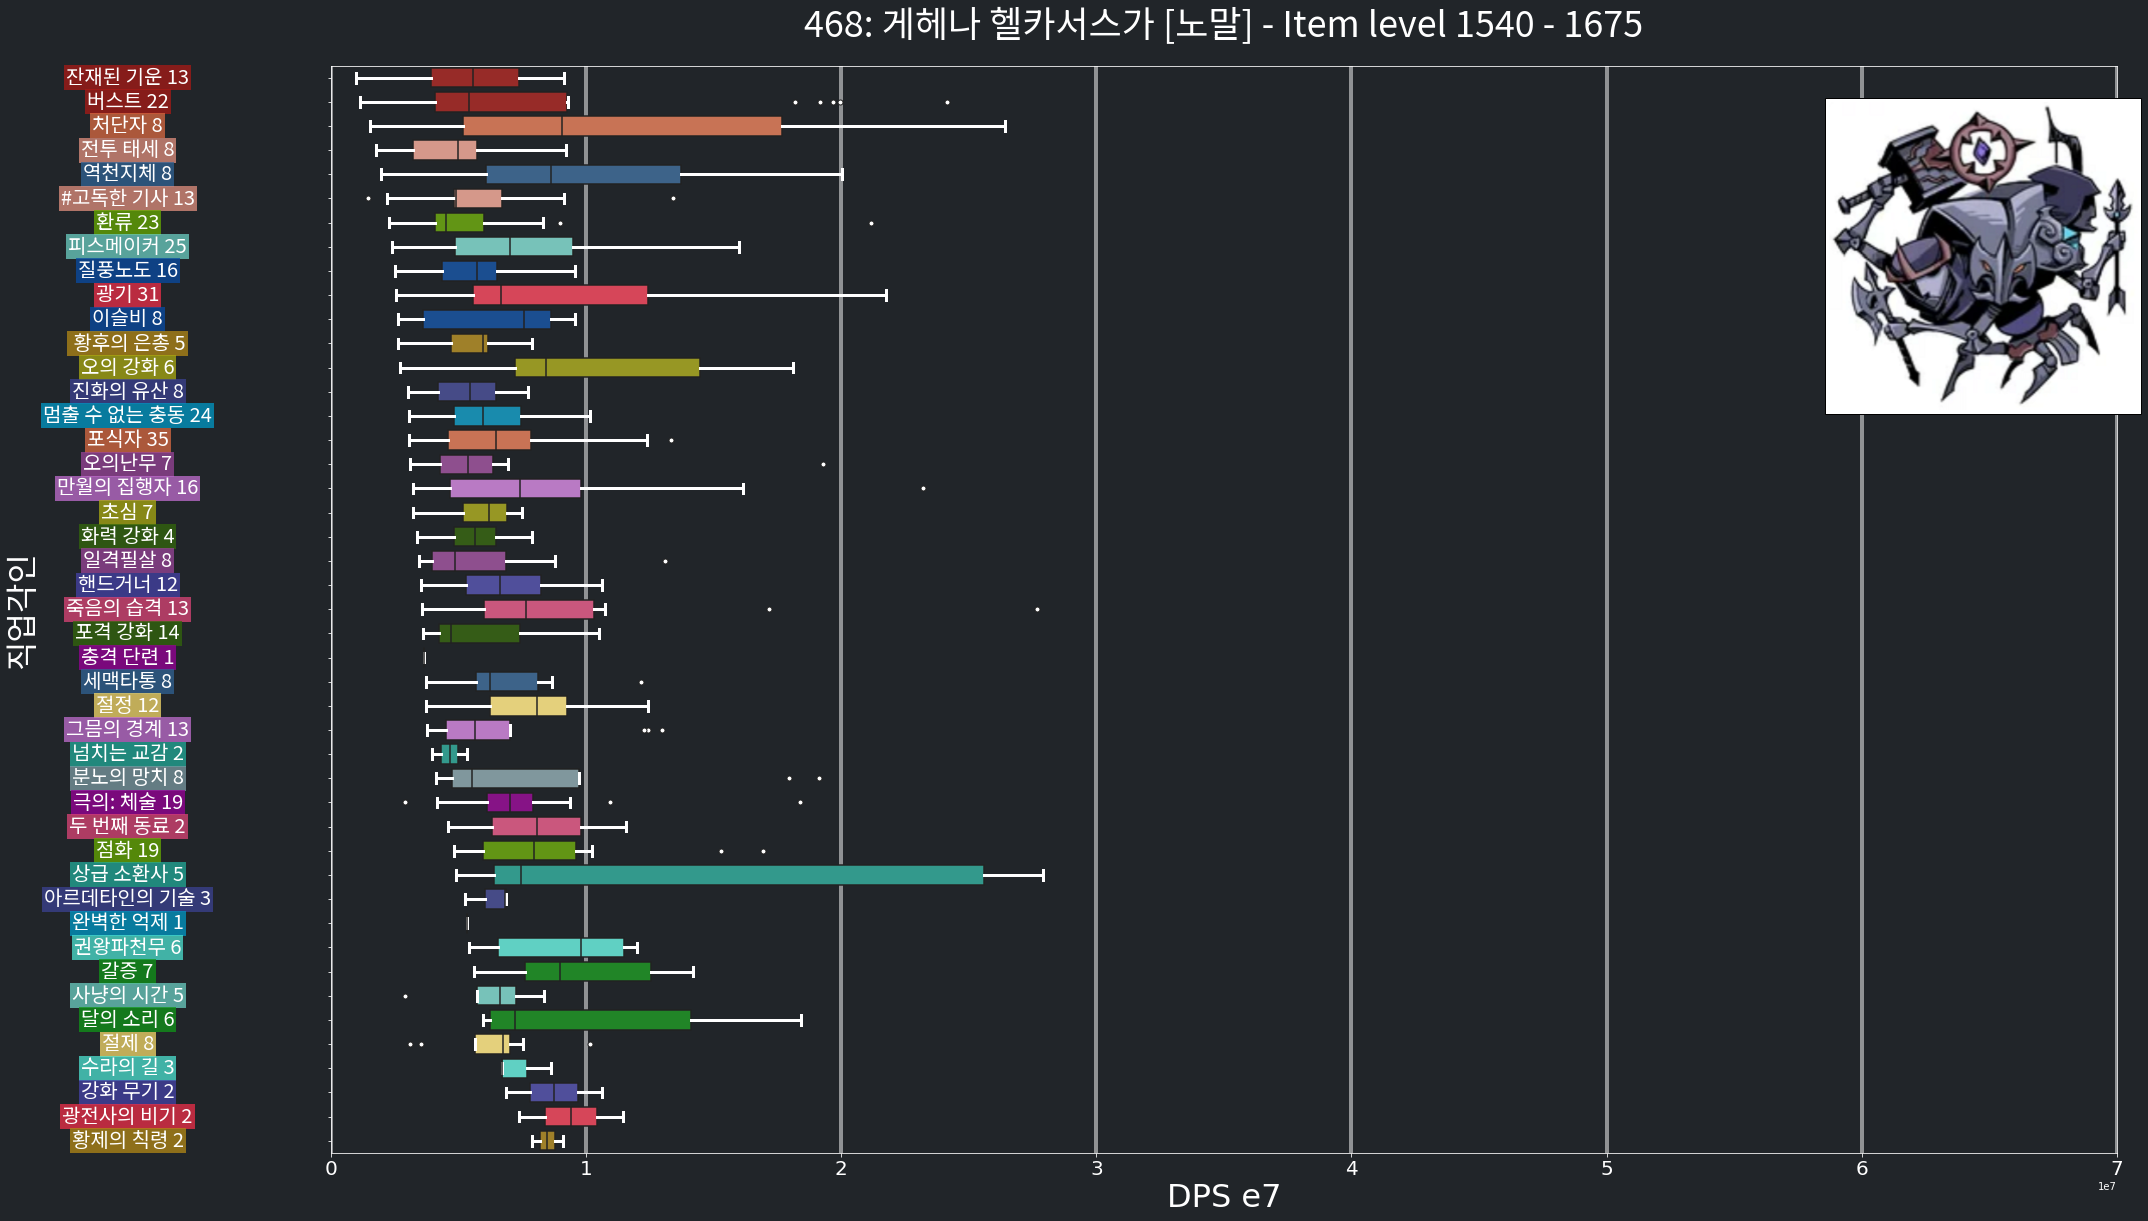 468: 게헤나 헬카서스가 [노말] - Item level 1540 - 1675
잔재된 기운 13
버스트 22
처단자 8
전투 태세 8
역천지체 8
#고독한 기사 13
환류 23
피스메이커 25
질풍노도 16
광기 31
이슬비 8
황후의 은총 5
오의 강화 6
진화의 유산 8
멈출 수 없는 충동 24
포식자 35
오의난무 7
만월의 집행자 16
초심 7
화력 강화 4
일격필살 8
핸드거너 12
죽음의 습격 13
포격 강화 14
충격 단련 1
세맥타통 8
절정 12
그믐의 경계 13
넘치는 교감 2
분노의 망치 8
극의: 체술 19
두 번째 동료 2
점화 19
상급 소환사 5
아르데타인의 기술 3
완벽한 억제 1
권왕파천무 6
갈증 7
사냥의 시간 5
달의 소리 6
절제 8
수라의 길 3
강화 무기 2
광전사의 비기 2
황제의 칙령 2
직업각인
0 1 2 3 4 5 6 7
1e7
DPS e7